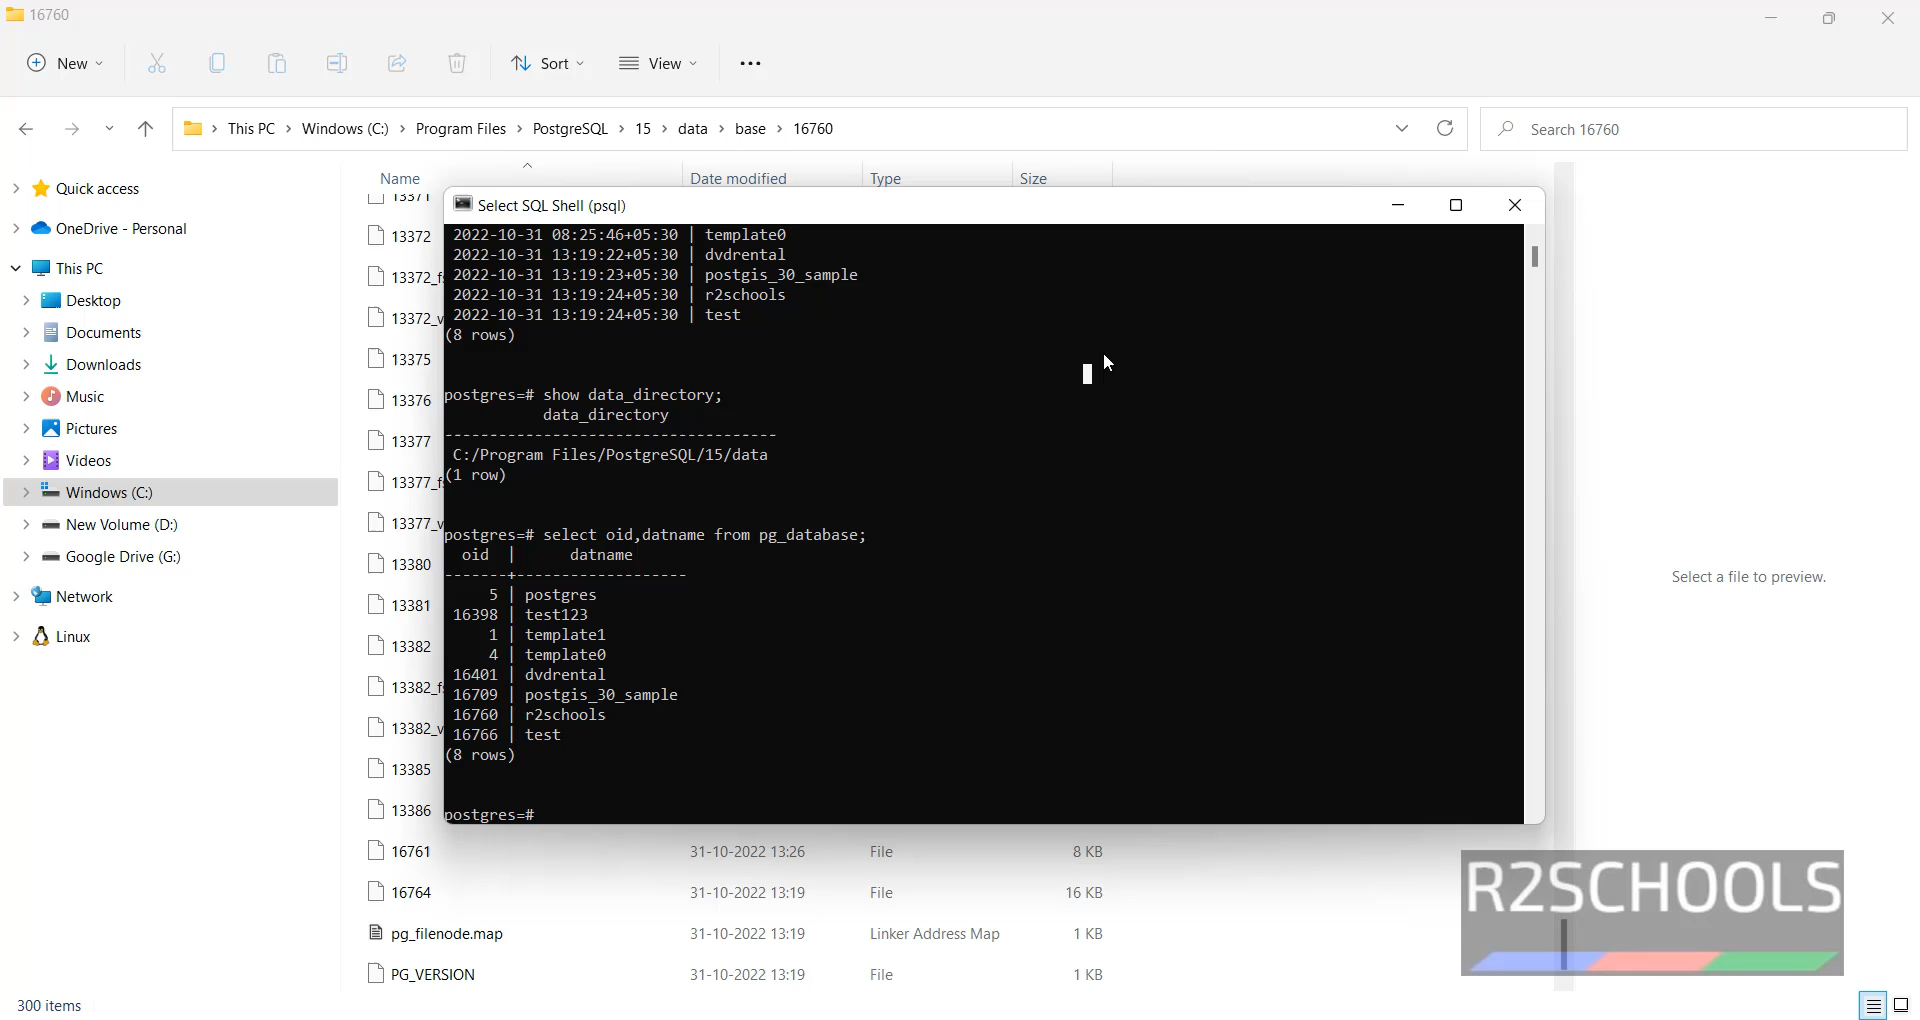 16760
New
Sort
View
This PC > Windows (C:) > Program Files > PostgreSQL > 15 > data > base > 16760
Search 16760
Quick access
OneDrive - Personal
This PC
Desktop
Documents
Downloads
Music
Pictures
Videos
Windows (C:)
New Volume (D:)
Google Drive (G:)
Network
Linux
Name Date modified Type Size
13371
13372
13372_f
13372_v
13375
13376
13377
13377_f
13377_v
13380
13381
13382
13382_f
13382_v
13385
13386
16761 31-10-2022 13:26 File 8 KB
16764 31-10-2022 13:19 File 16 KB
pg_filenode.map 31-10-2022 13:19 Linker Address Map 1 KB
PG_VERSION 31-10-2022 13:19 File 1 KB
Select SQL Shell (psql)
2022-10-31 08:25:46+05:30 | template0
2022-10-31 13:19:22+05:30 | dvdrental
2022-10-31 13:19:23+05:30 | postgis_30_sample
2022-10-31 13:19:24+05:30 | r2schools
2022-10-31 13:19:24+05:30 | test
(8 rows)
postgres=# show data_directory;
data_directory
-------------------------------------
C:/Program Files/PostgreSQL/15/data
(1 row)
postgres=# select oid,datname from pg_database;
oid | datname
-------+-------------------
5 | postgres
16398 | test123
1 | template1
4 | template0
16401 | dvdrental
16709 | postgis_30_sample
16760 | r2schools
16766 | test
(8 rows)
postgres=#
Select a file to preview.
R2SCHOOLS
300 items